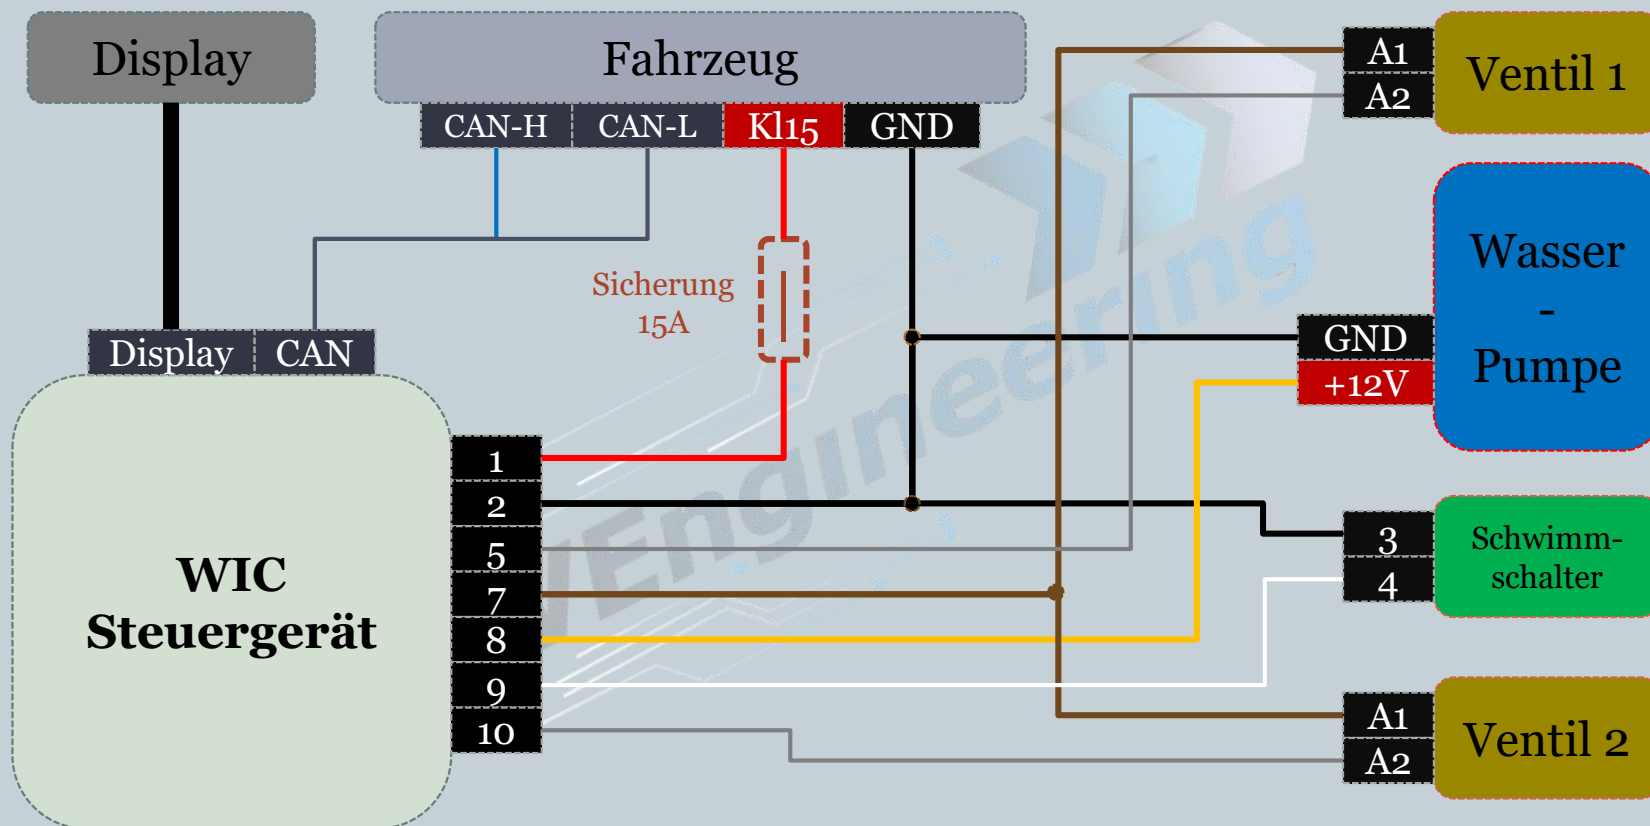 Display
Fahrzeug
CAN-H
CAN-L
Kl15
GND
Sicherung
15A
Display
CAN
WIC
Steuergerät
1
2
5
7
8
9
10
A1
A2
Ventil 1
Wasser
-
Pumpe
GND
+12V
3
4
Schwimm-
schalter
A1
A2
Ventil 2
VEngineering